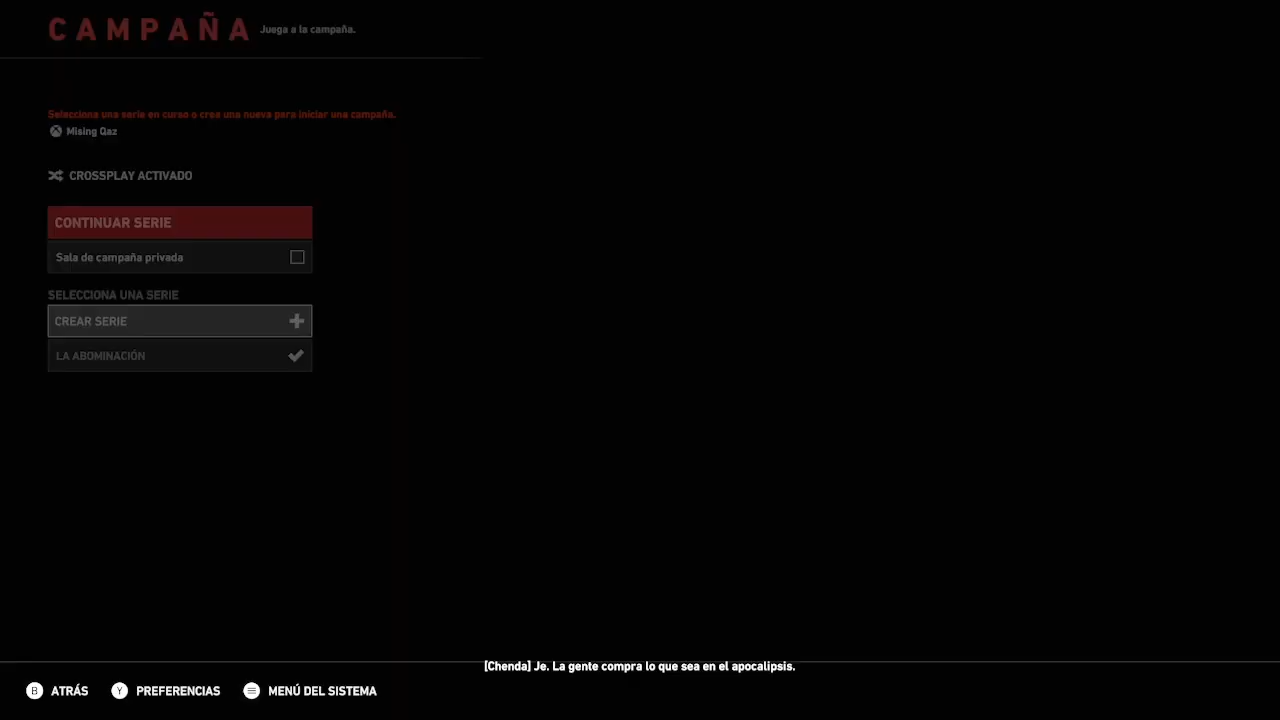 CAMPAÑA Juega a la campaña.
Selecciona una serie en curso o crea una nueva para iniciar una campaña.
Mising Qaz
CROSSPLAY ACTIVADO
CONTINUAR SERIE
Sala de campaña privada
SELECCIONA UNA SERIE
CREAR SERIE
LA ABOMINACIÓN
[Chenda] Je. La gente compra lo que sea en el apocalipsis.
B ATRÁS Y PREFERENCIAS MENÚ DEL SISTEMA